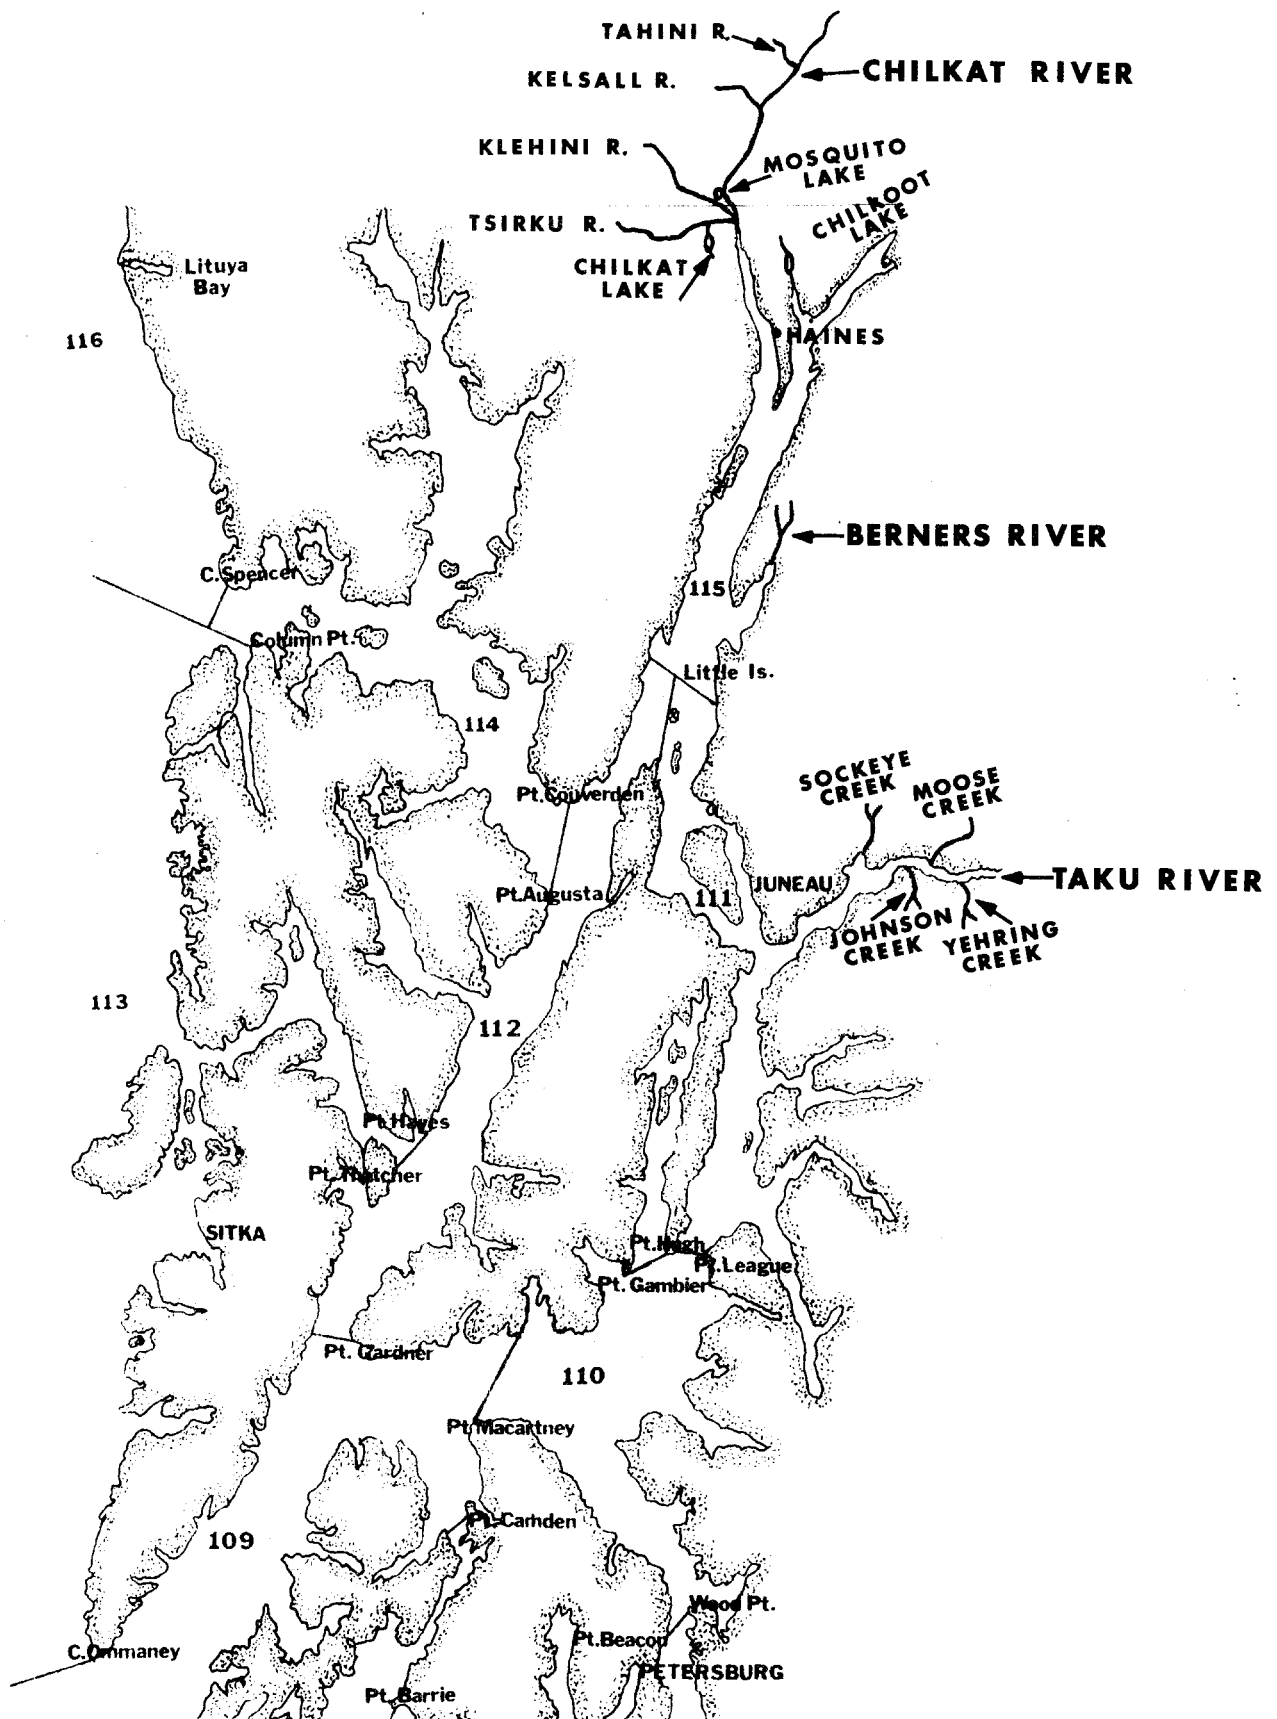 TAHINI R.
CHILKAT RIVER
KELSALL R.
KLEHINI R.
MOSQUITO
LAKE
CHILKOOT
LAKE
TSIRKU R.
CHILKAT
LAKE
Lituya
Bay
116
HAINES
BERNERS RIVER
C.Spencer
115
Column Pt.
Little Is.
114
SOCKEYE
CREEK
MOOSE
CREEK
Pt.Couverden
JUNEAU
TAKU RIVER
Pt.Augusta
111
JOHNSON
CREEK
YEHRING
CREEK
113
112
Pt.Hayes
Pt.Thatcher
SITKA
Pt.Hugh
Pt.League
Pt. Gambier
Pt. Gardner
110
Pt.Macartney
Pt.Camden
109
Wood Pt.
Pt.Beacon
C.Ommaney
PETERSBURG
Pt. Barrie